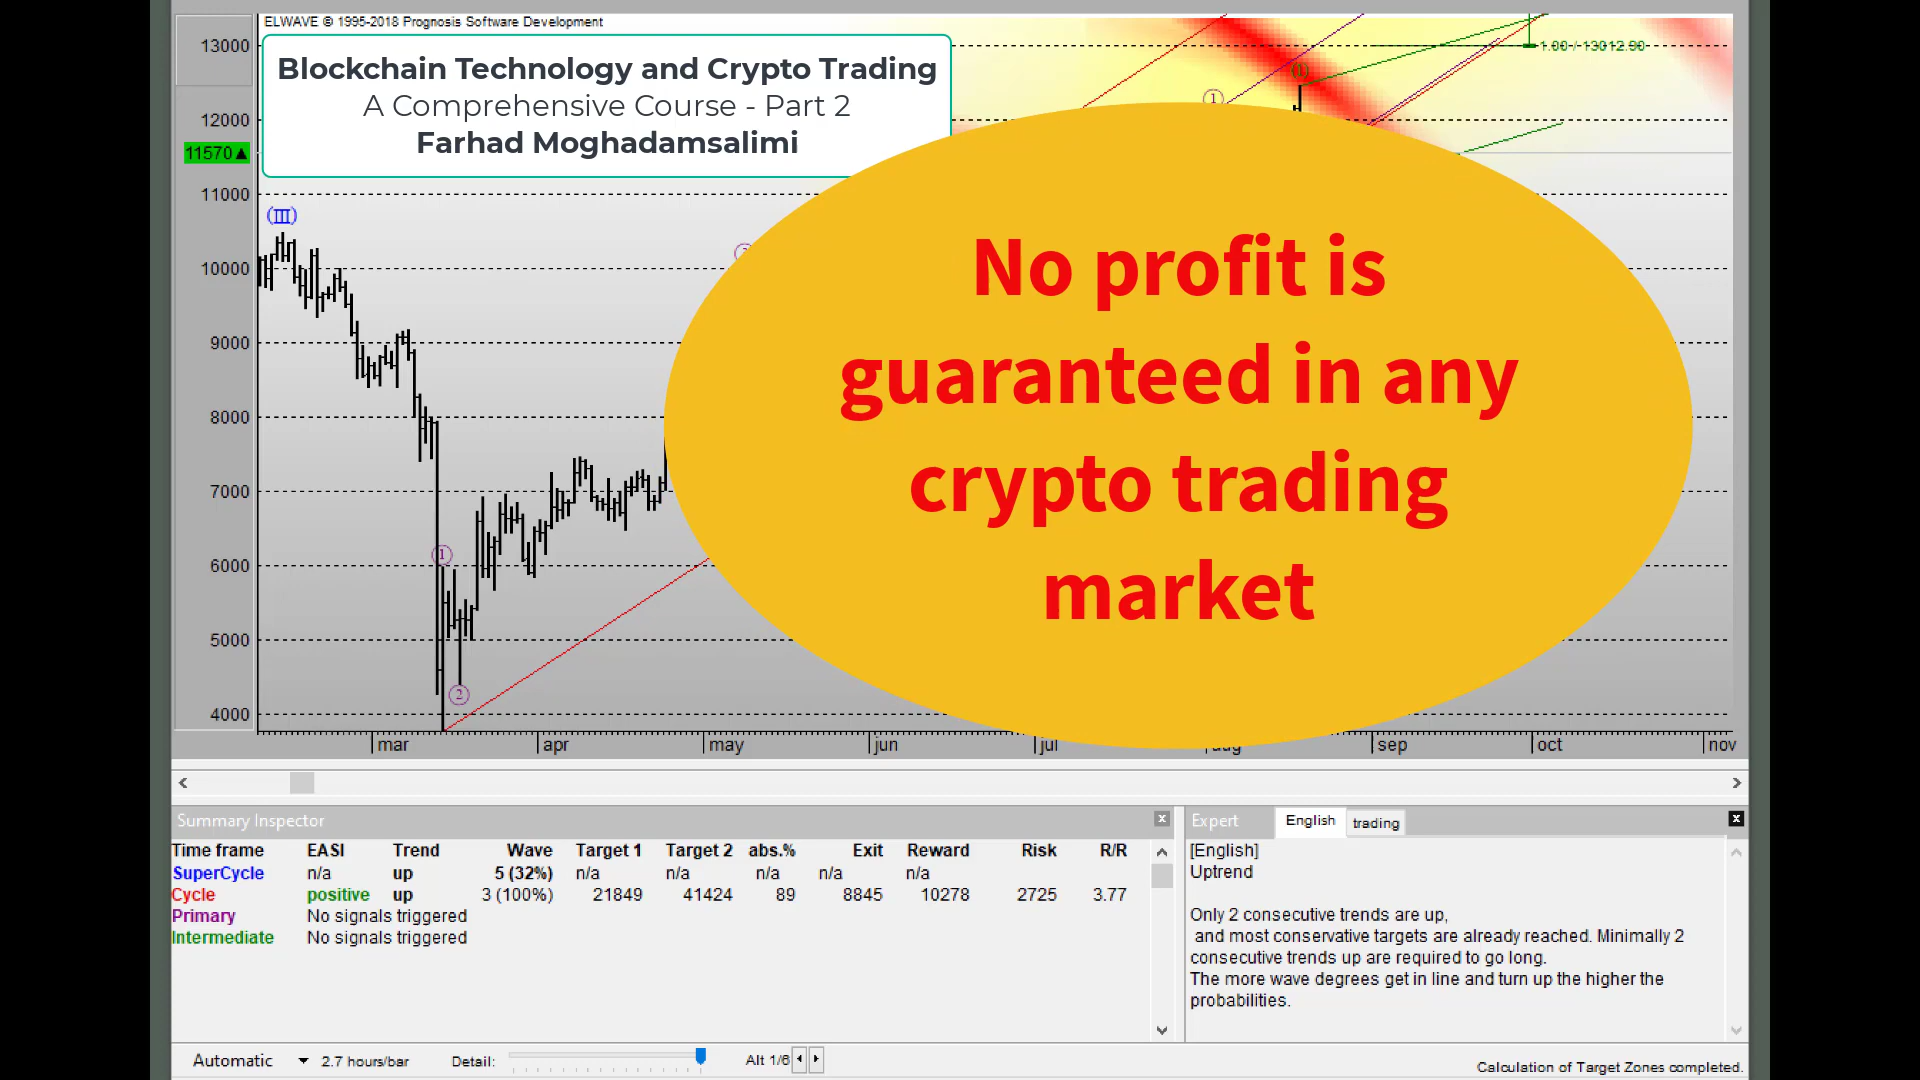 ELWAVE © 1995-2018 Prognosis Software Development
Blockchain Technology and Crypto Trading
A Comprehensive Course - Part 2
Farhad Moghadamsalimi
13000
12000
11570▲
11000
10000
9000
8000
7000
6000
5000
4000
1.00 / 13012.90
(1)
1
(III)
1
2
No profit is
guaranteed in any
crypto trading
market
mar apr may jun jul aug sep oct nov
Summary Inspector
Time frame EASI Trend Wave Target 1 Target 2 abs.% Exit Reward Risk R/R
SuperCycle n/a up 5 (32%) n/a n/a n/a n/a n/a
Cycle positive up 3 (100%) 21849 41424 89 8845 10278 2725 3.77
Primary No signals triggered
Intermediate No signals triggered
Expert English trading
[English]
Uptrend
Only 2 consecutive trends are up,
and most conservative targets are already reached. Minimally 2
consecutive trends up are required to go long.
The more wave degrees get in line and turn up the higher the
probabilities.
Automatic 2.7 hours/bar Detail: Alt 1/6
Calculation of Target Zones completed.